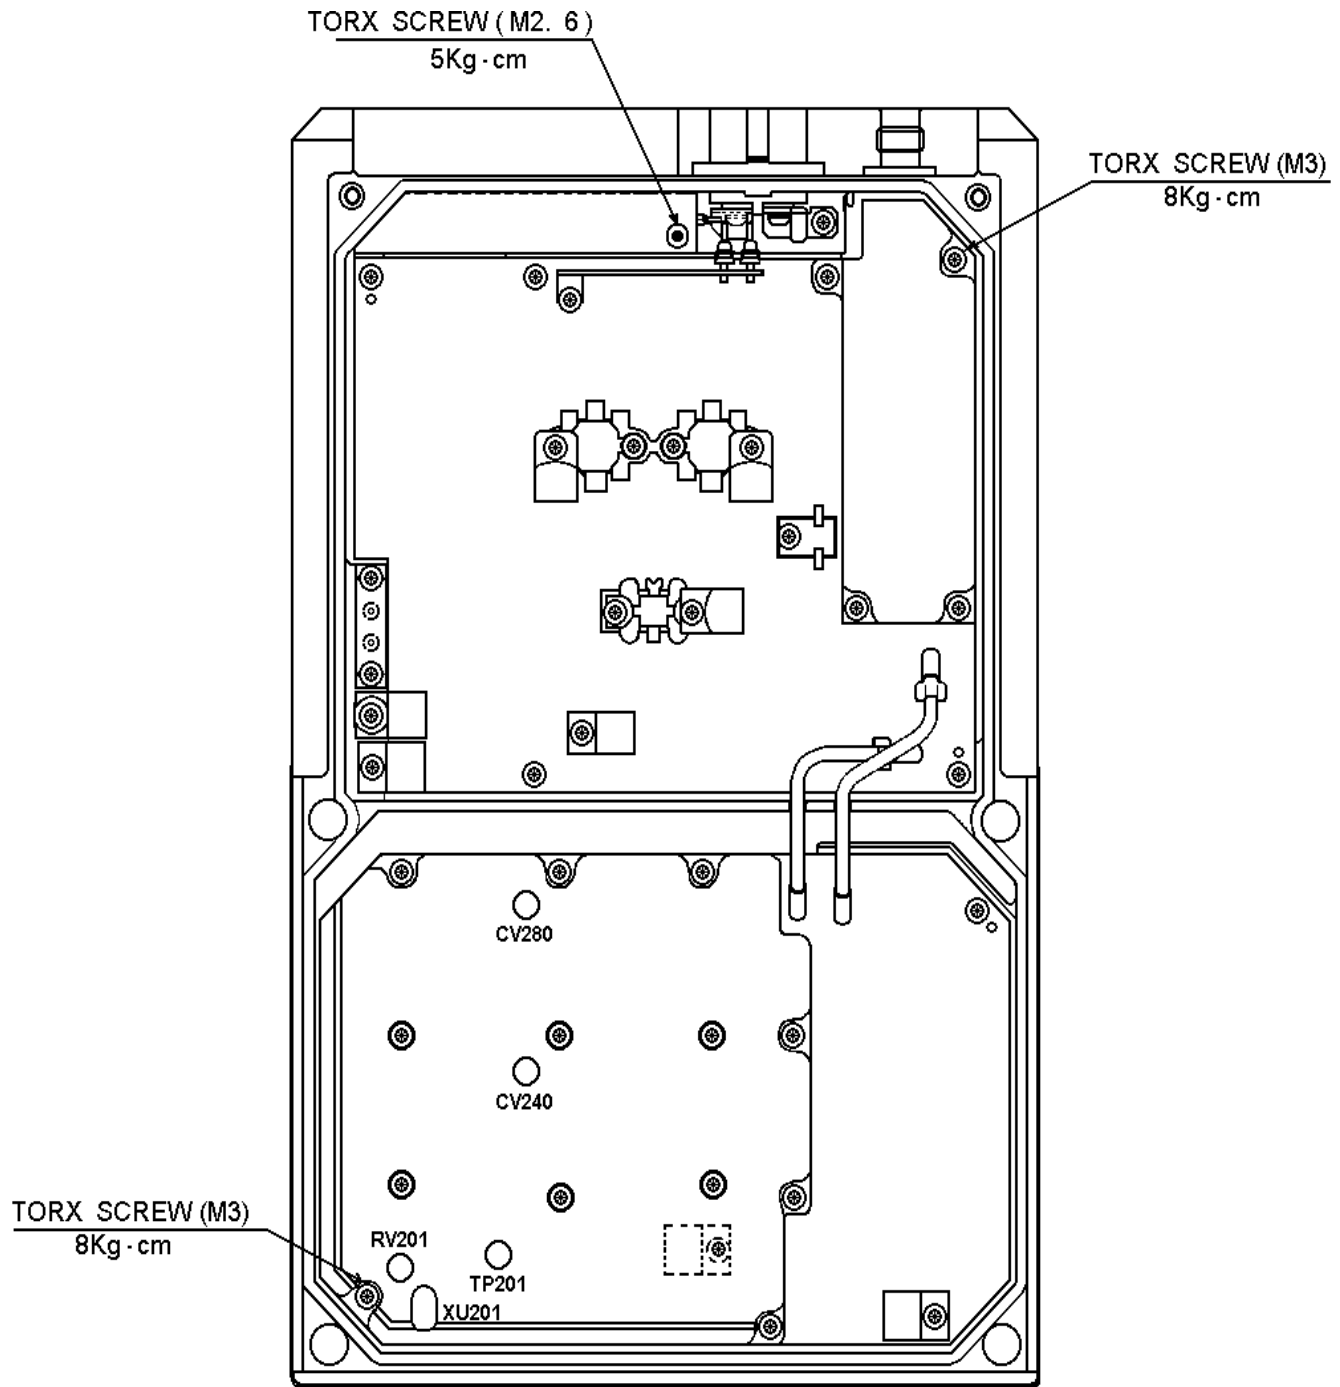 TORX SCREW (M2. 6)
5Kg·cm
TORX SCREW (M3)
8Kg·cm
CV280
CV240
TORX SCREW (M3)
8Kg·cm
RV201
TP201
XU201